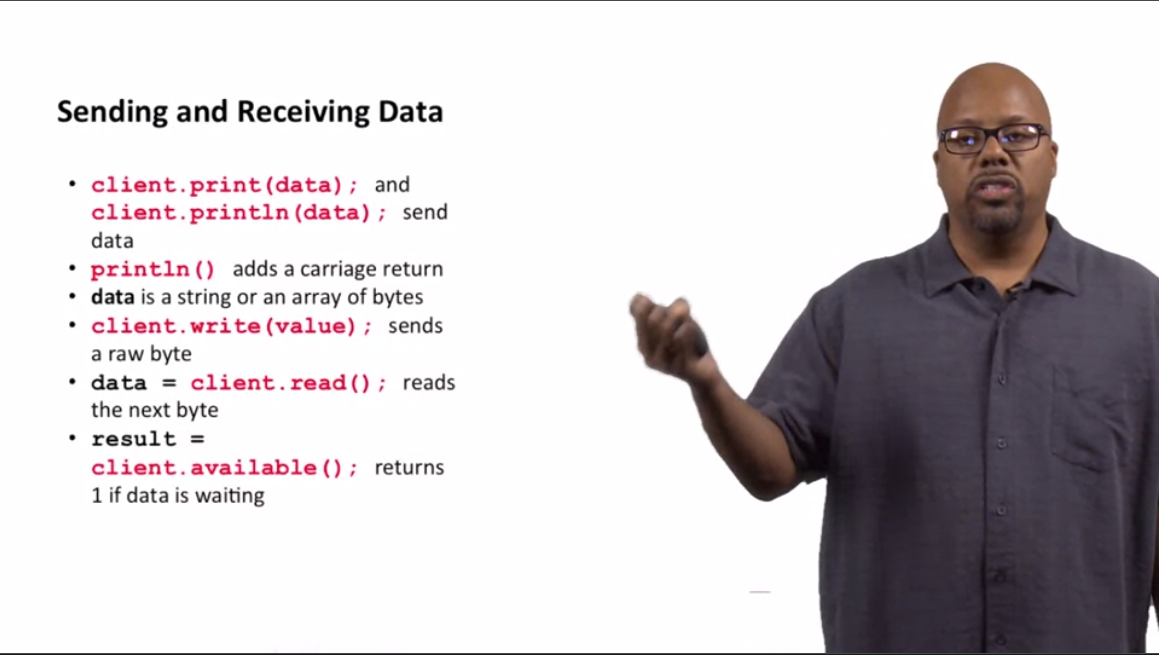 Sending and Receiving Data
• client.print(data); and
client.println(data); send
data
• println() adds a carriage return
• data is a string or an array of bytes
• client.write(value); sends
a raw byte
• data = client.read(); reads
the next byte
• result =
client.available(); returns
1 if data is waiting